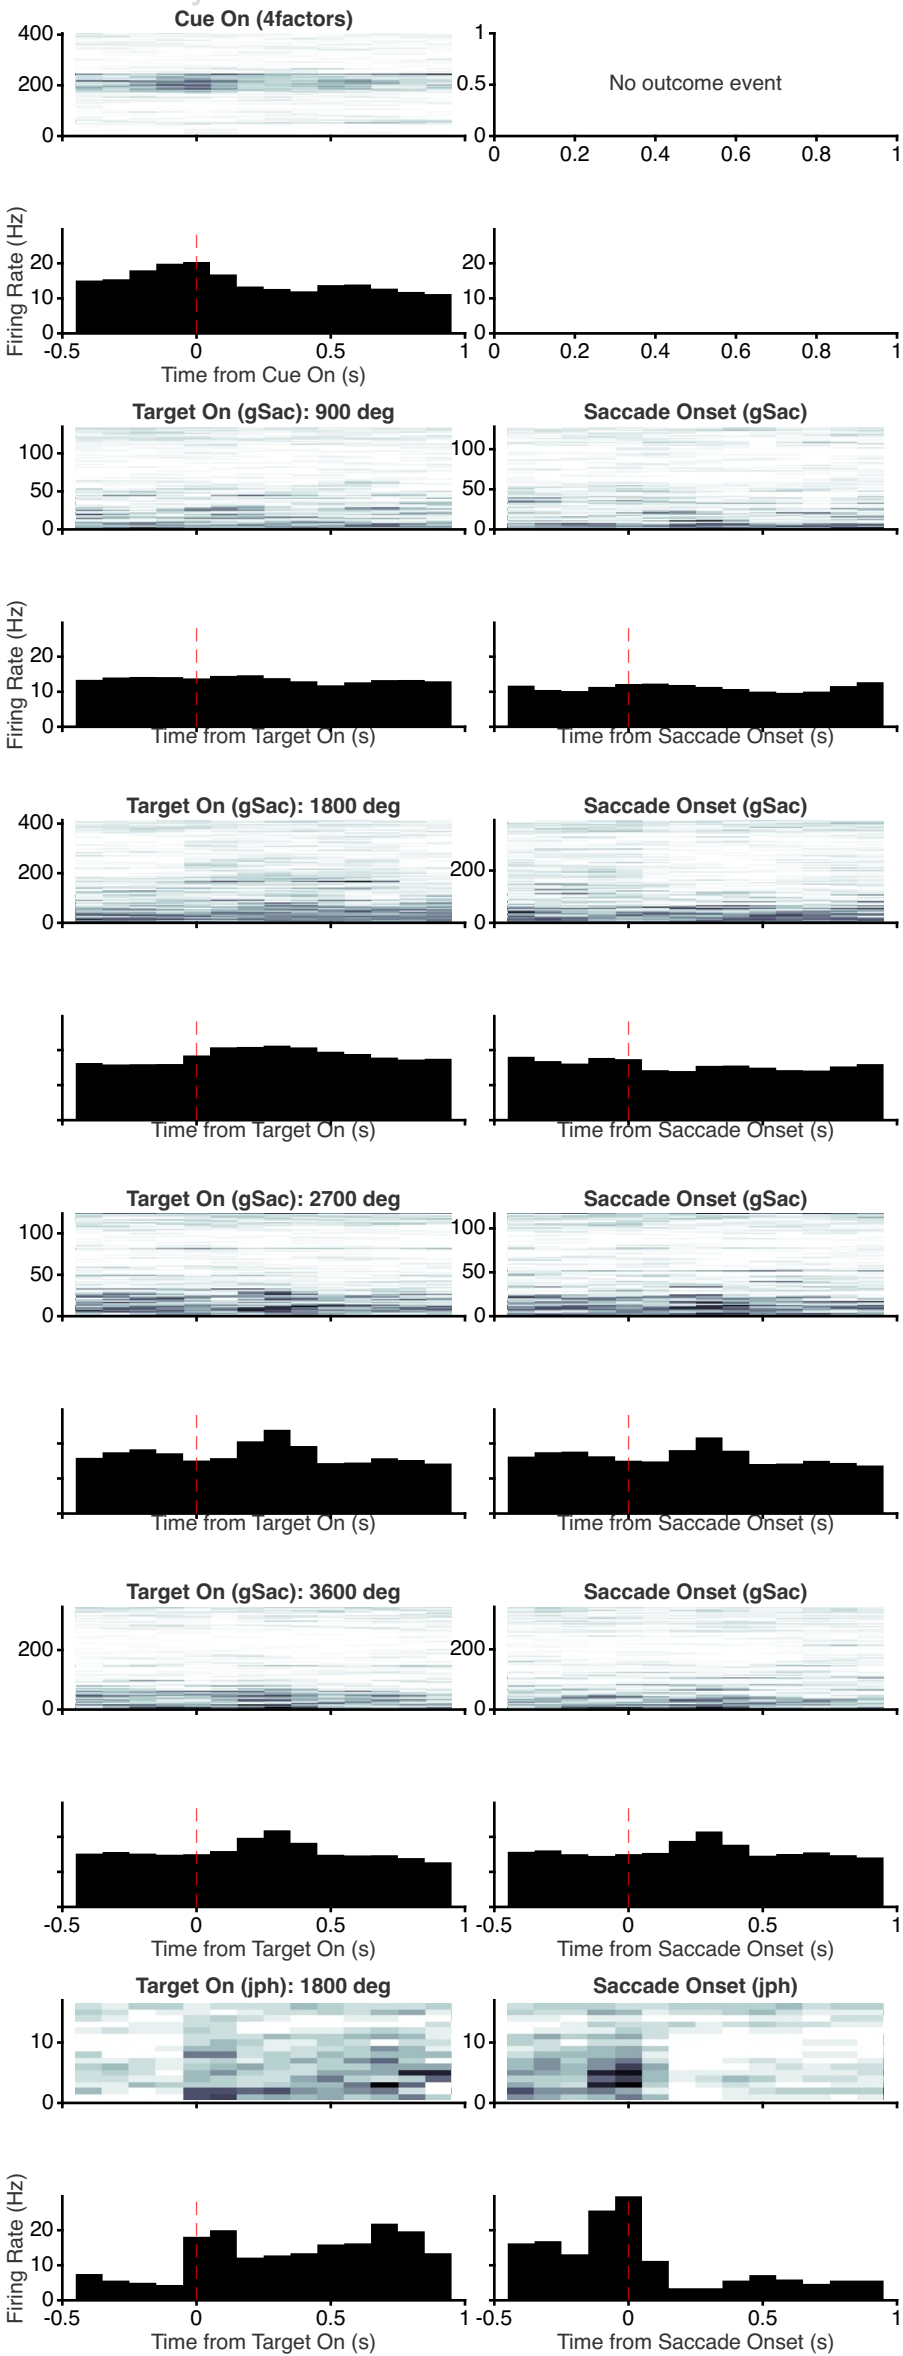 Cue On (4factors)
400
200
0
1
0.5
0
No outcome event
0 0.2 0.4 0.6 0.8 1
Firing Rate (Hz)
20
10
0
-0.5 0 0.5 1
Time from Cue On (s)
20
10
0
0 0.2 0.4 0.6 0.8 1
Target On (gSac): 900 deg
100
50
0
Saccade Onset (gSac)
100
50
0
Firing Rate (Hz)
20
10
0
Time from Target On (s)
Time from Saccade Onset (s)
Target On (gSac): 1800 deg
400
200
0
Saccade Onset (gSac)
200
0
Time from Target On (s)
Time from Saccade Onset (s)
Target On (gSac): 2700 deg
100
50
0
Saccade Onset (gSac)
100
50
0
Time from Target On (s)
Time from Saccade Onset (s)
Target On (gSac): 3600 deg
200
0
Saccade Onset (gSac)
200
0
-0.5 0 0.5 1
Time from Target On (s)
-0.5 0 0.5 1
Time from Saccade Onset (s)
Target On (jph): 1800 deg
10
0
Saccade Onset (jph)
10
0
Firing Rate (Hz)
20
10
0
-0.5 0 0.5 1
Time from Target On (s)
-0.5 0 0.5 1
Time from Saccade Onset (s)